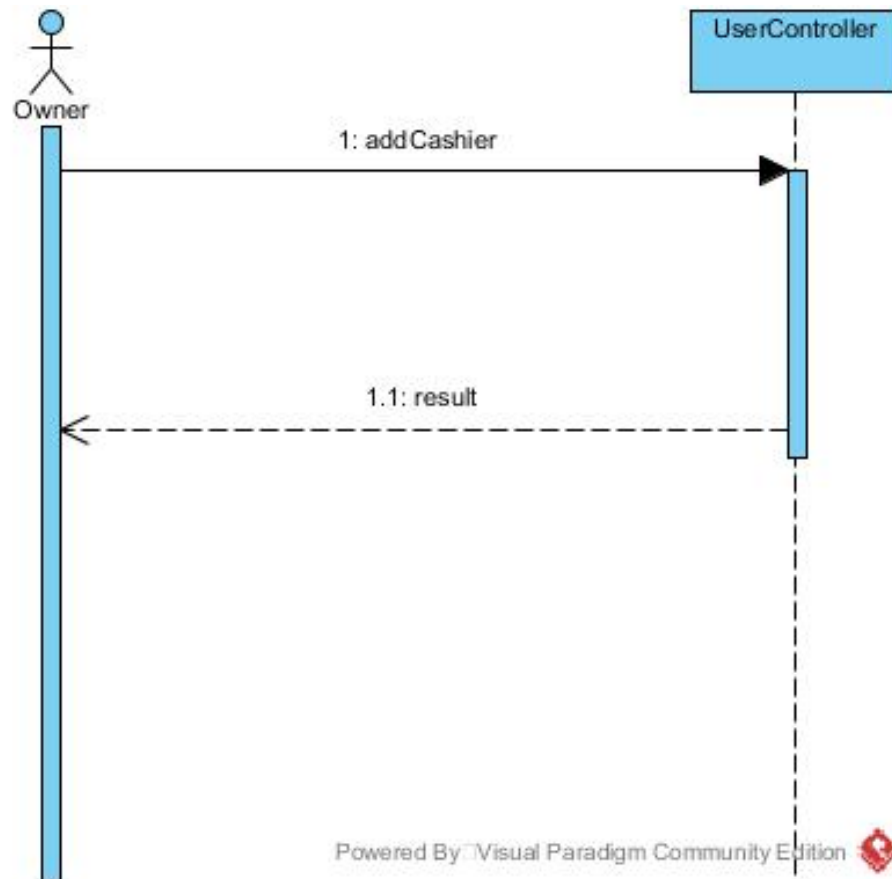 UserController
Owner
1: addCashier
1.1: result
Powered By Visual Paradigm Community Edition